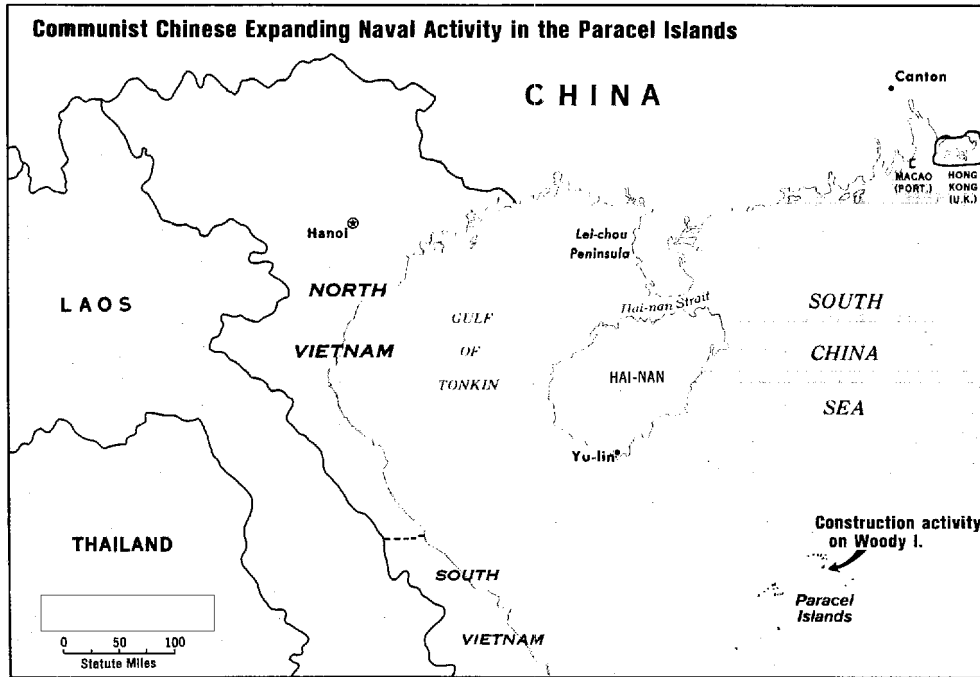 Communist Chinese Expanding Naval Activity in the Paracel Islands
CHINA
Canton
MACAO
(PORT.)
HONG
KONG
(U.K.)
Hanoi
Lei-chou
Peninsula
LAOS
NORTH
VIETNAM
GULF
OF
TONKIN
Hai-nan Strait
HAI-NAN
SOUTH
CHINA
SEA
Yu-lin
THAILAND
SOUTH
VIETNAM
Construction activity
on Woody I.
Paracel
Islands
0 50 100
Statute Miles